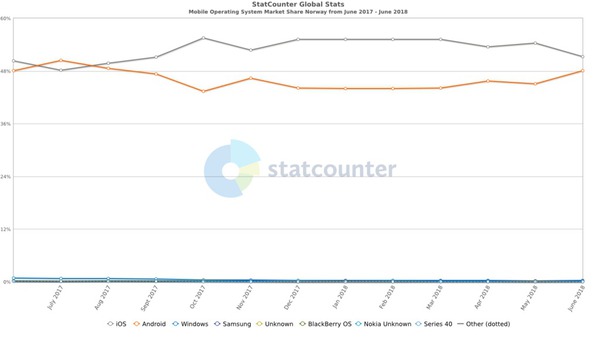 StatCounter Global Stats
Mobile Operating System Market Share Norway from June 2017 - June 2018
60%
48%
36%
24%
12%
0%
statcounter
July 2017
Aug 2017
Sept 2017
Oct 2017
Nov 2017
Dec 2017
Jan 2018
Feb 2018
Mar 2018
Apr 2018
May 2018
June 2018
iOS Android Windows Samsung Unknown BlackBerry OS Nokia Unknown Series 40 Other (dotted)